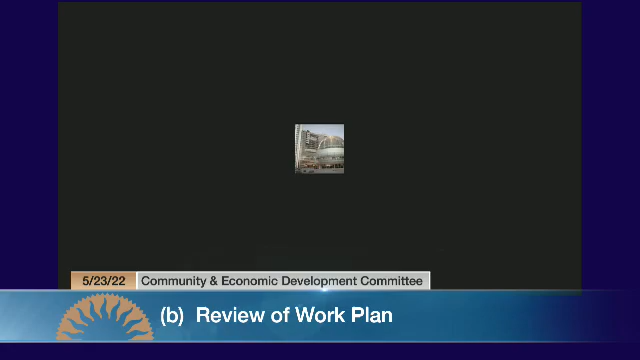 5/23/22 Community & Economic Development Committee
(b) Review of Work Plan